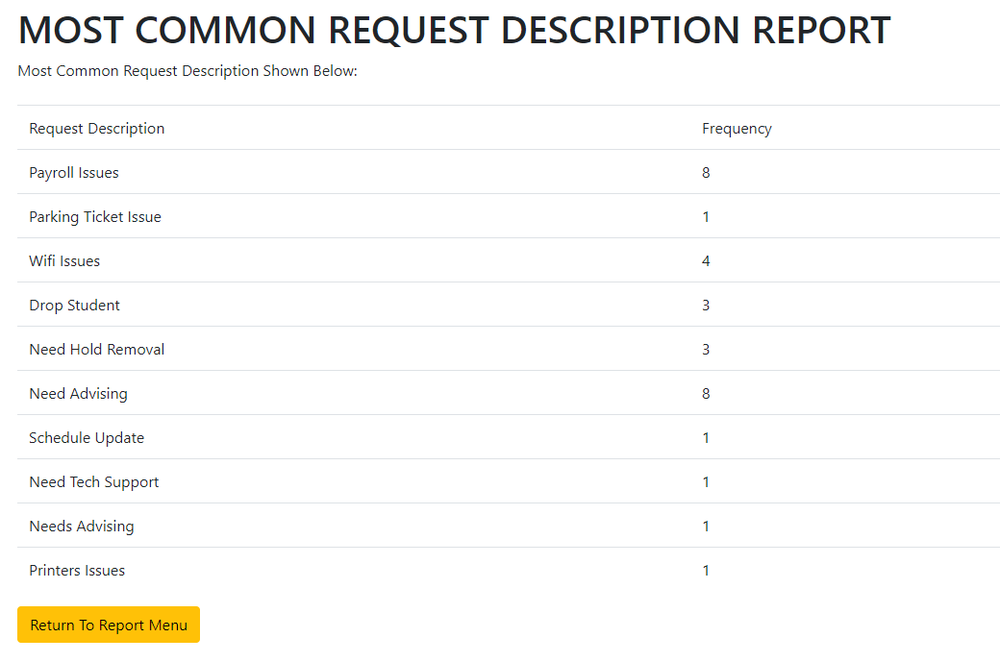 MOST COMMON REQUEST DESCRIPTION REPORT
Most Common Request Description Shown Below:
Request Description Frequency
Payroll Issues 8
Parking Ticket Issue 1
Wifi Issues 4
Drop Student 3
Need Hold Removal 3
Need Advising 8
Schedule Update 1
Need Tech Support 1
Needs Advising 1
Printers Issues 1
Return To Report Menu